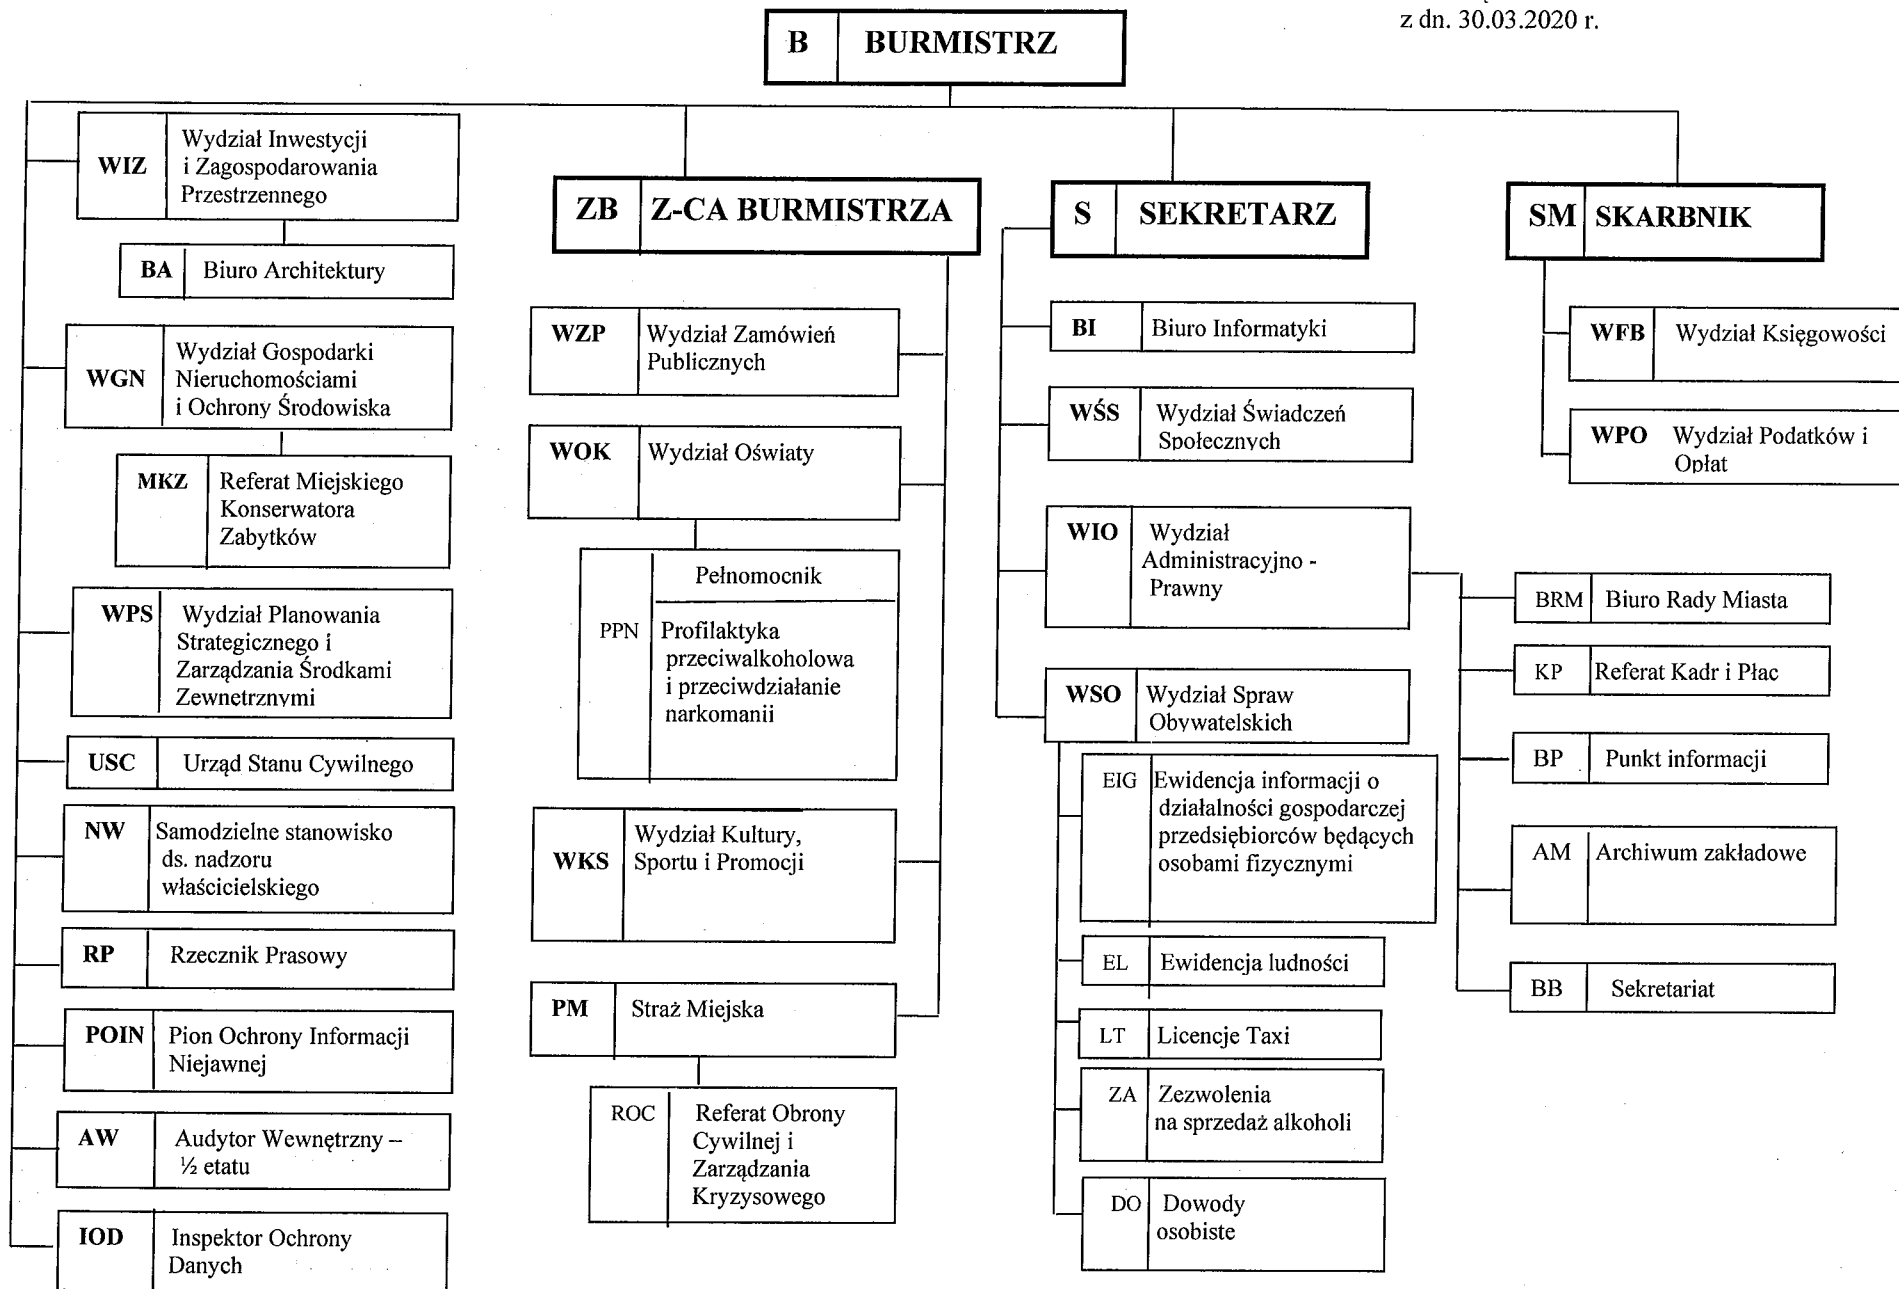 z dn. 30.03.2020 r.
B BURMISTRZ
WIZ
Wydział Inwestycji
i Zagospodarowania
Przestrzennego
BA Biuro Architektury
WGN
Wydział Gospodarki
Nieruchomościami
i Ochrony Środowiska
MKZ
Referat Miejskiego
Konserwatora
Zabytków
WPS
Wydział Planowania
Strategicznego i
Zarządzania Środkami
Zewnętrznymi
USC Urząd Stanu Cywilnego
NW
Samodzielne stanowisko
ds. nadzoru
właścicielskiego
RP Rzecznik Prasowy
POIN
Pion Ochrony Informacji
Niejawnej
AW
Audytor Wewnętrzny –
½ etatu
IOD
Inspektor Ochrony
Danych
ZB Z-CA BURMISTRZA
WZP
Wydział Zamówień
Publicznych
WOK Wydział Oświaty
PPN
Pełnomocnik
Profilaktyka
przeciwalkoholowa
i przeciwdziałanie
narkomanii
WKS
Wydział Kultury,
Sportu i Promocji
PM Straż Miejska
ROC
Referat Obrony
Cywilnej i
Zarządzania
Kryzysowego
S SEKRETARZ
BI Biuro Informatyki
WŚS
Wydział Świadczeń
Społecznych
WIO
Wydział
Administracyjno -
Prawny
WSO
Wydział Spraw
Obywatelskich
EIG
Ewidencja informacji o
działalności gospodarczej
przedsiębiorców będących
osobami fizycznymi
EL Ewidencja ludności
LT Licencje Taxi
ZA
Zezwolenia
na sprzedaż alkoholi
DO
Dowody
osobiste
SM SKARBNIK
WFB Wydział Księgowości
WPO
Wydział Podatków i
Opłat
BRM Biuro Rady Miasta
KP Referat Kadr i Płac
BP Punkt informacji
AM Archiwum zakładowe
BB Sekretariat